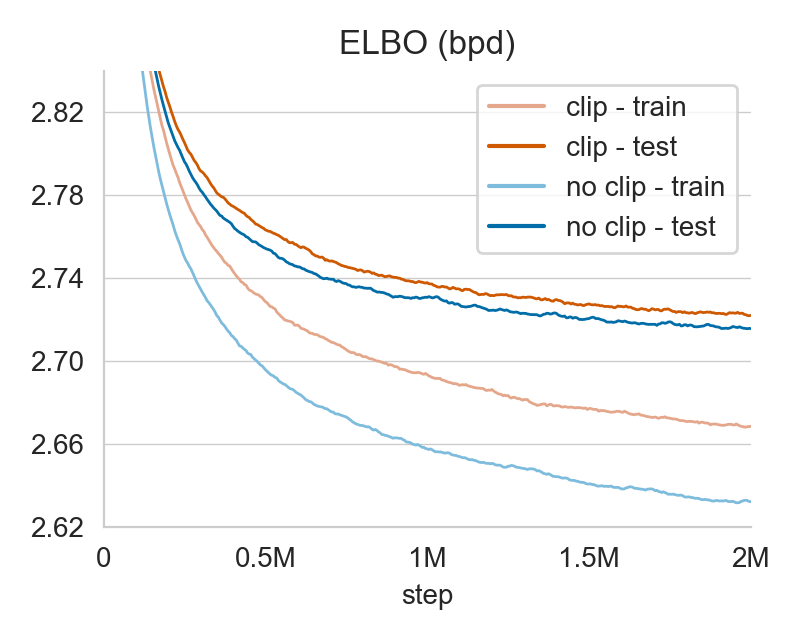 ELBO (bpd)
2.82
2.78
2.74
2.70
2.66
2.62
clip - train
clip - test
no clip - train
no clip - test
0 0.5M 1M 1.5M 2M
step